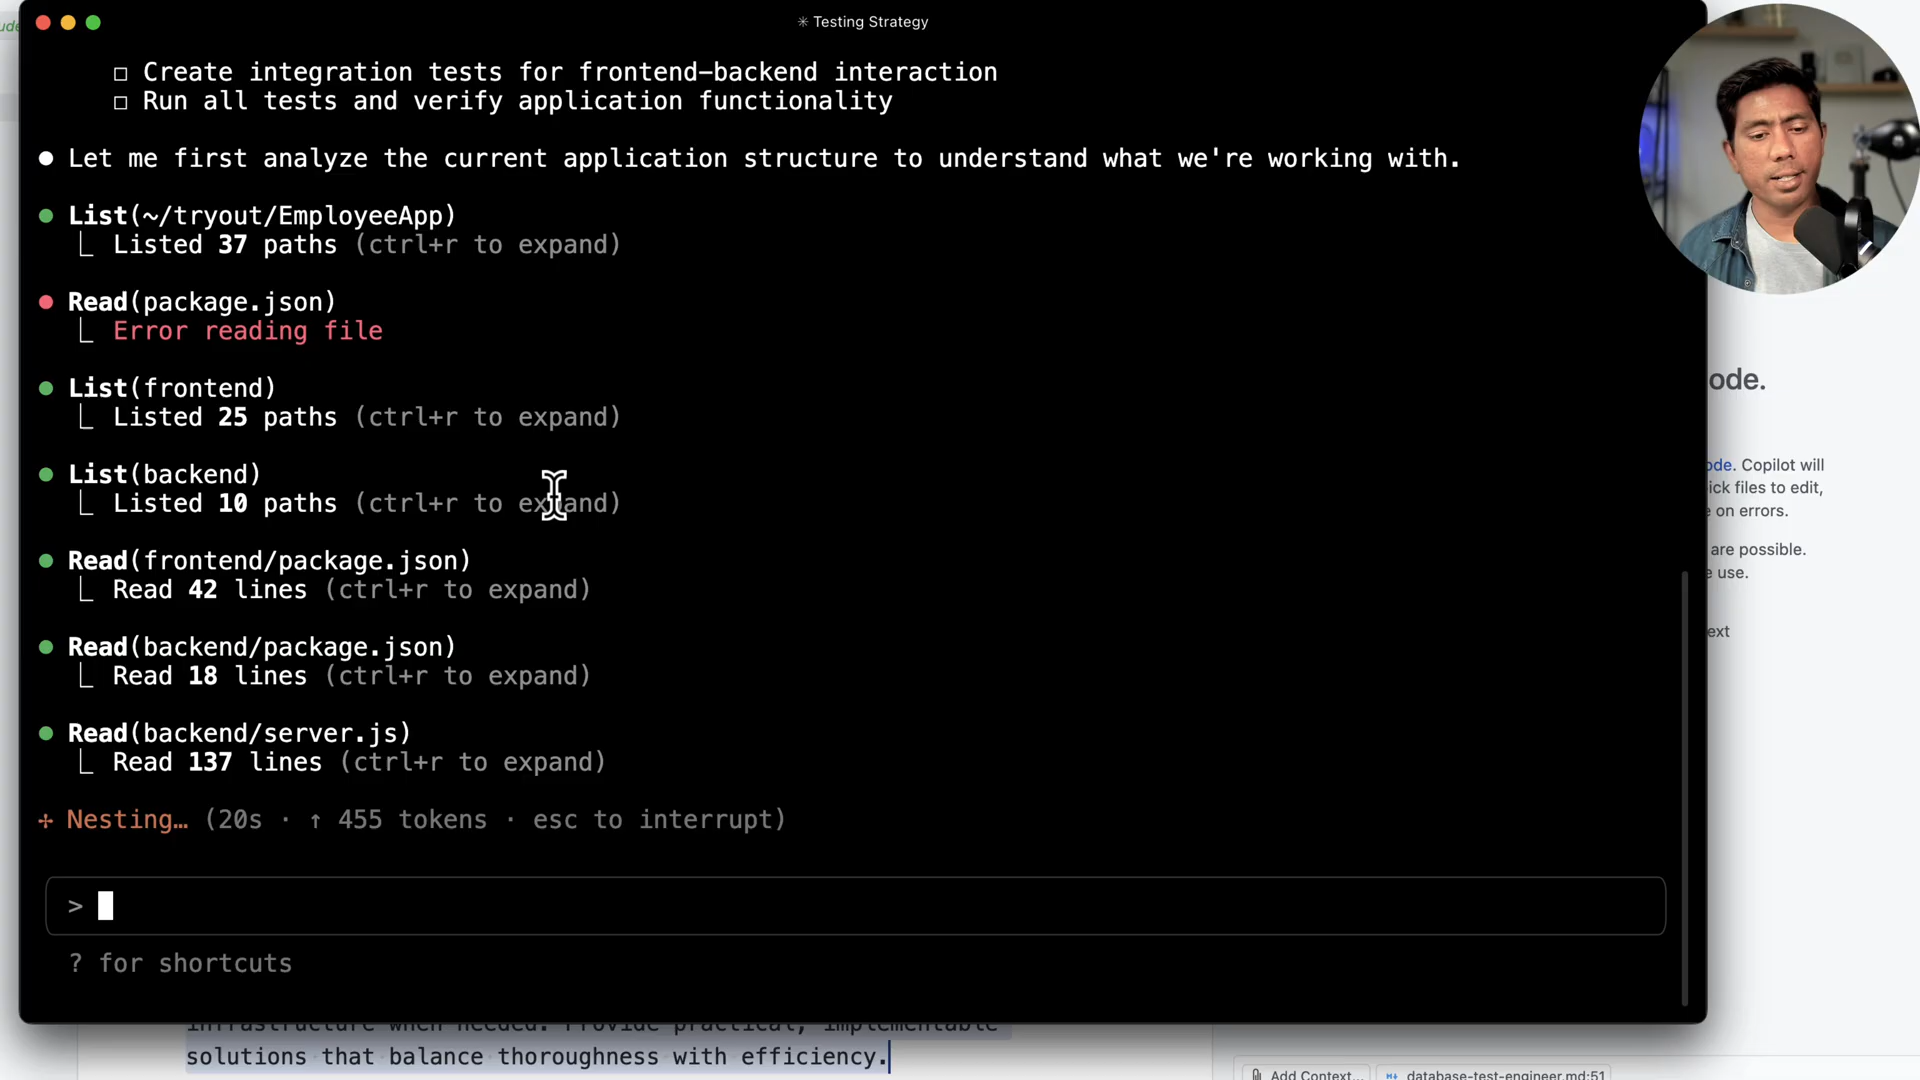 ✳ Testing Strategy
□ Create integration tests for frontend-backend interaction
□ Run all tests and verify application functionality
● Let me first analyze the current application structure to understand what we're working with.
● List(~/tryout/EmployeeApp)
⎿ Listed 37 paths (ctrl+r to expand)
● Read(package.json)
⎿ Error reading file
● List(frontend)
⎿ Listed 25 paths (ctrl+r to expand)
● List(backend)
⎿ Listed 10 paths (ctrl+r to expand)
● Read(frontend/package.json)
⎿ Read 42 lines (ctrl+r to expand)
● Read(backend/package.json)
⎿ Read 18 lines (ctrl+r to expand)
● Read(backend/server.js)
⎿ Read 137 lines (ctrl+r to expand)
✢ Nesting… (20s · ↑ 455 tokens · esc to interrupt)
>
? for shortcuts
ode.
ode. Copilot will
ick files to edit,
e on errors.
are possible.
e use.
ext
infrastructure when needed. Provide practical, implementable
solutions that balance thoroughness with efficiency.
Add Context...
database-test-engineer.md:51